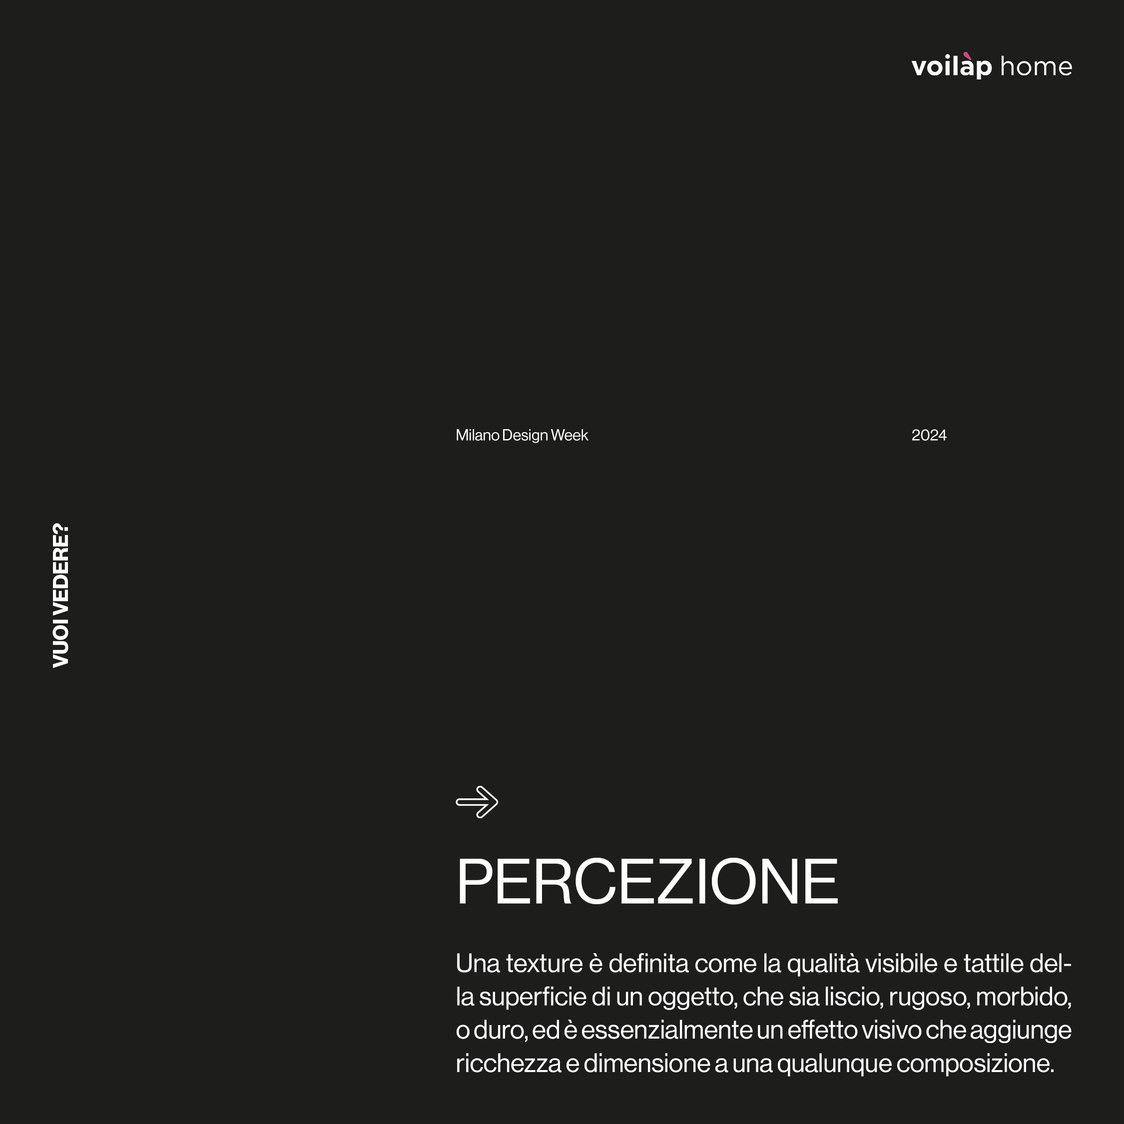 voilàp home
Milano Design Week
2024
VUOI VEDERE?
PERCEZIONE
Una texture è definita come la qualità visibile e tattile del-
la superficie di un oggetto, che sia liscio, rugoso, morbido,
o duro, ed è essenzialmente un effetto visivo che aggiunge
ricchezza e dimensione a una qualunque composizione.